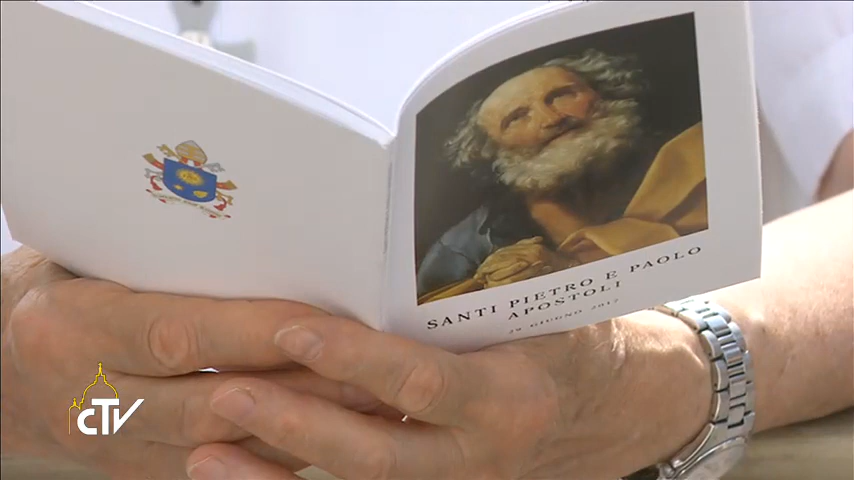 SANTI PIETRO E PAOLO
APOSTOLI
29 GIUGNO 2017
CTV